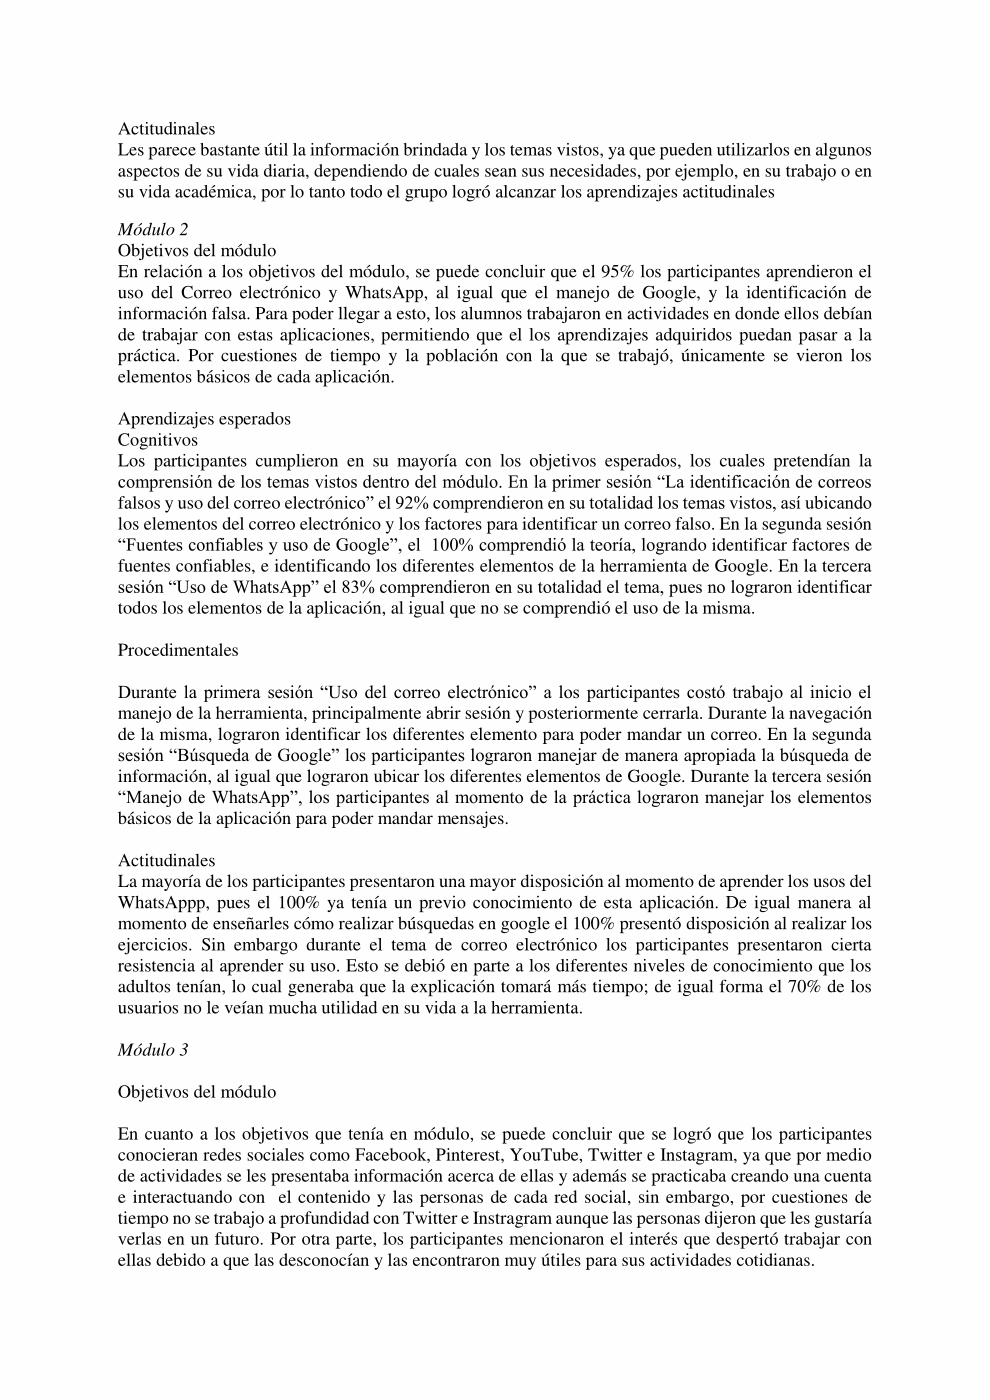 Actitudinales
Les parece bastante útil la información brindada y los temas vistos, ya que pueden utilizarlos en algunos
aspectos de su vida diaria, dependiendo de cuales sean sus necesidades, por ejemplo, en su trabajo o en
su vida académica, por lo tanto todo el grupo logró alcanzar los aprendizajes actitudinales
Módulo 2
Objetivos del módulo
En relación a los objetivos del módulo, se puede concluir que el 95% los participantes aprendieron el
uso del Correo electrónico y WhatsApp, al igual que el manejo de Google, y la identificación de
información falsa. Para poder llegar a esto, los alumnos trabajaron en actividades en donde ellos debían
de trabajar con estas aplicaciones, permitiendo que el los aprendizajes adquiridos puedan pasar a la
práctica. Por cuestiones de tiempo y la población con la que se trabajó, únicamente se vieron los
elementos básicos de cada aplicación.
Aprendizajes esperados
Cognitivos
Los participantes cumplieron en su mayoría con los objetivos esperados, los cuales pretendían la
comprensión de los temas vistos dentro del módulo. En la primer sesión “La identificación de correos
falsos y uso del correo electrónico” el 92% comprendieron en su totalidad los temas vistos, así ubicando
los elementos del correo electrónico y los factores para identificar un correo falso. En la segunda sesión
“Fuentes confiables y uso de Google”, el  100% comprendió la teoría, logrando identificar factores de
fuentes confiables, e identificando los diferentes elementos de la herramienta de Google. En la tercera
sesión “Uso de WhatsApp” el 83% comprendieron en su totalidad el tema, pues no lograron identificar
todos los elementos de la aplicación, al igual que no se comprendió el uso de la misma.
Procedimentales
Durante la primera sesión “Uso del correo electrónico” a los participantes costó trabajo al inicio el
manejo de la herramienta, principalmente abrir sesión y posteriormente cerrarla. Durante la navegación
de la misma, lograron identificar los diferentes elemento para poder mandar un correo. En la segunda
sesión “Búsqueda de Google” los participantes lograron manejar de manera apropiada la búsqueda de
información, al igual que lograron ubicar los diferentes elementos de Google. Durante la tercera sesión
“Manejo de WhatsApp”, los participantes al momento de la práctica lograron manejar los elementos
básicos de la aplicación para poder mandar mensajes.
Actitudinales
La mayoría de los participantes presentaron una mayor disposición al momento de aprender los usos del
WhatsAppp, pues el 100% ya tenía un previo conocimiento de esta aplicación. De igual manera al
momento de enseñarles cómo realizar búsquedas en google el 100% presentó disposición al realizar los
ejercicios. Sin embargo durante el tema de correo electrónico los participantes presentaron cierta
resistencia al aprender su uso. Esto se debió en parte a los diferentes niveles de conocimiento que los
adultos tenían, lo cual generaba que la explicación tomará más tiempo; de igual forma el 70% de los
usuarios no le veían mucha utilidad en su vida a la herramienta.
Módulo 3
Objetivos del módulo
En cuanto a los objetivos que tenía en módulo, se puede concluir que se logró que los participantes
conocieran redes sociales como Facebook, Pinterest, YouTube, Twitter e Instagram, ya que por medio
de actividades se les presentaba información acerca de ellas y además se practicaba creando una cuenta
e interactuando con  el contenido y las personas de cada red social, sin embargo, por cuestiones de
tiempo no se trabajo a profundidad con Twitter e Instragram aunque las personas dijeron que les gustaría
verlas en un futuro. Por otra parte, los participantes mencionaron el interés que despertó trabajar con
ellas debido a que las desconocían y las encontraron muy útiles para sus actividades cotidianas.